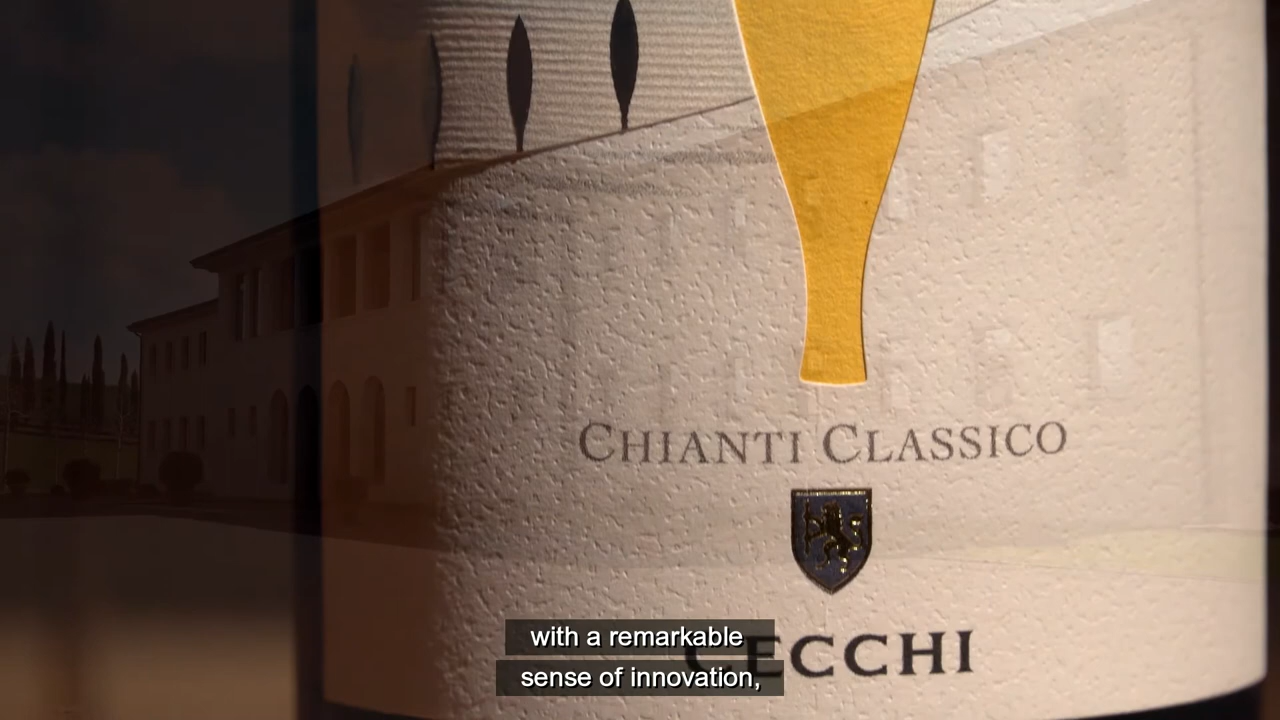 CHIANTI CLASSICO
CECCHI
with a remarkable
sense of innovation,